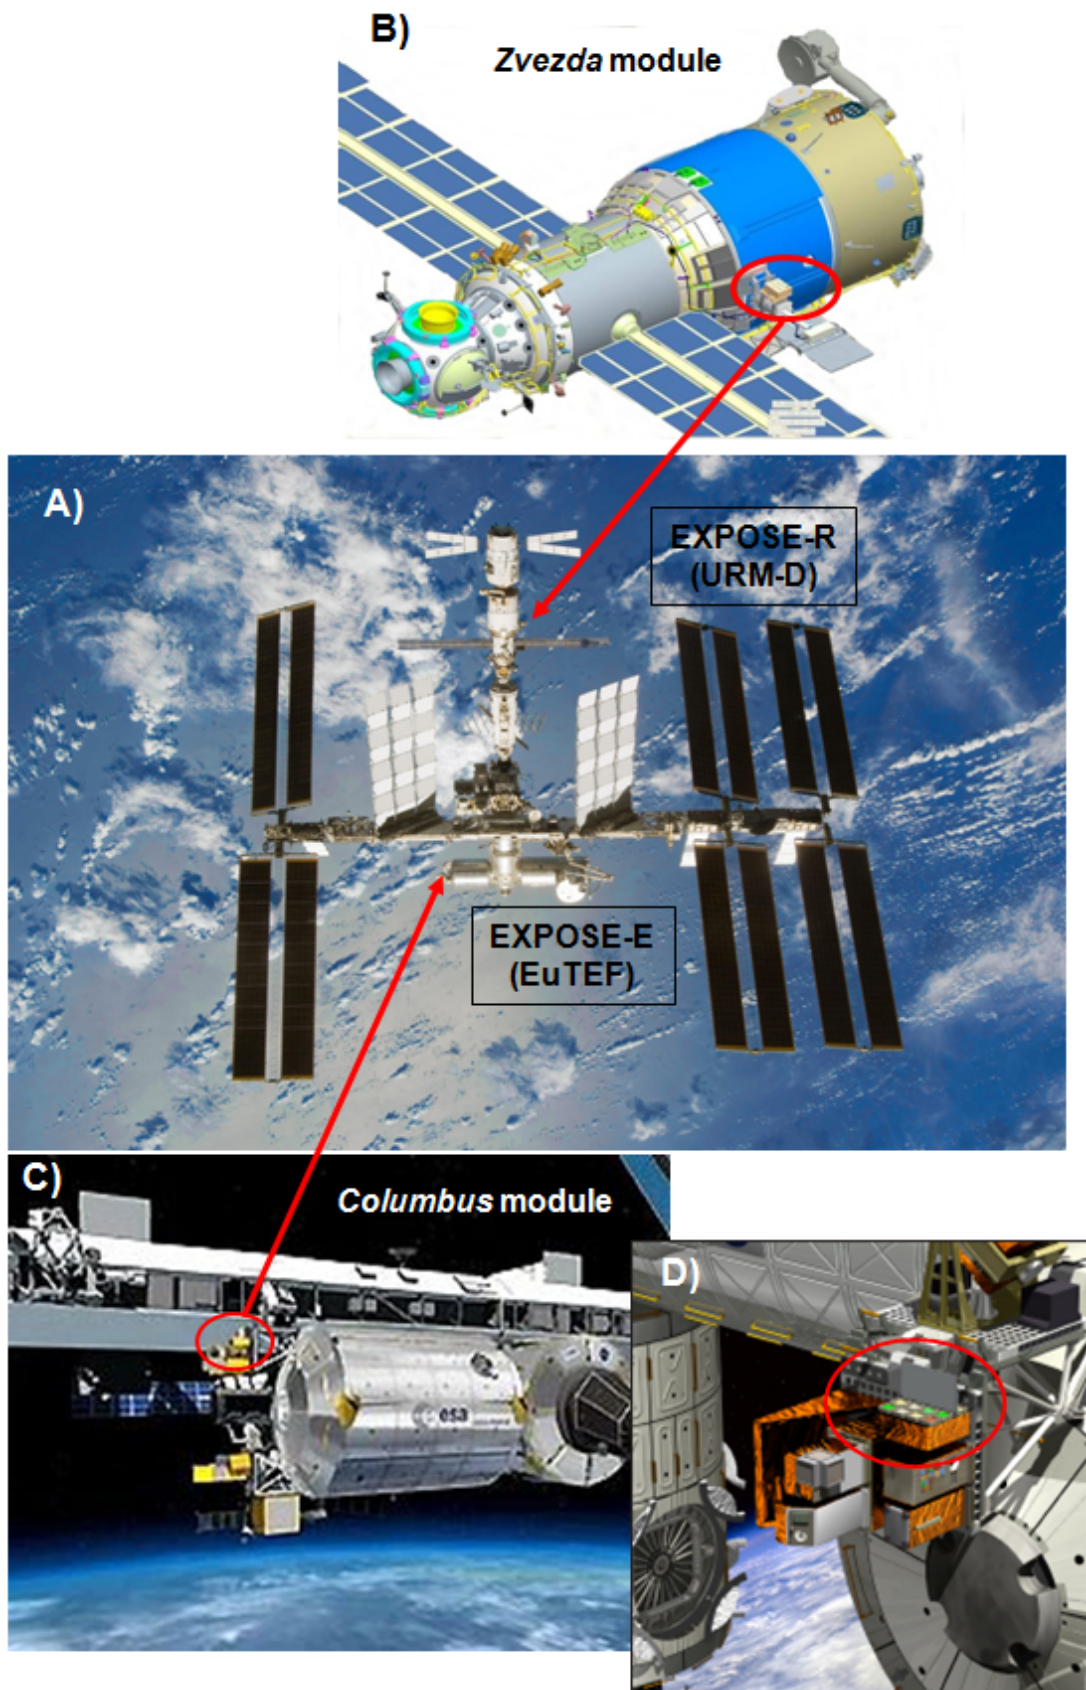 B)
Zvezda module
A)
EXPOSE-R
(URM-D)
EXPOSE-E
(EuTEF)
C)
Columbus module
esa
D)